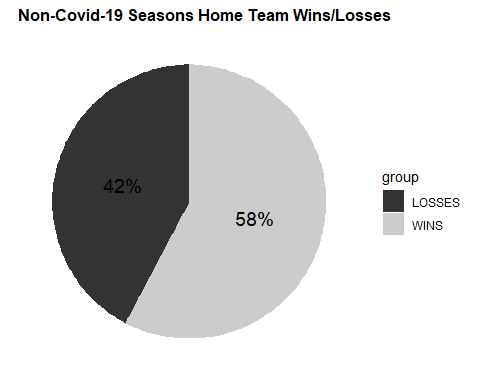 Non-Covid-19 Seasons Home Team Wins/Losses
42%
58%
group
LOSSES
WINS